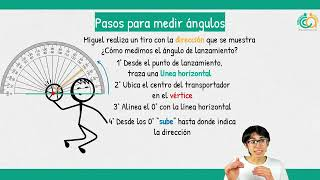 Pasos para medir ángulos
Miguel realiza un tiro con la dirección que se muestra
¿Cómo medimos el ángulo de lanzamiento?
1° Desde el punto de lanzamiento,
traza una línea horizontal
2° Ubica el centro del transportador
en el vértice
3° Alinea el 0° con la línea horizontal
4° Desde los 0° "sube" hasta donde indica
la dirección